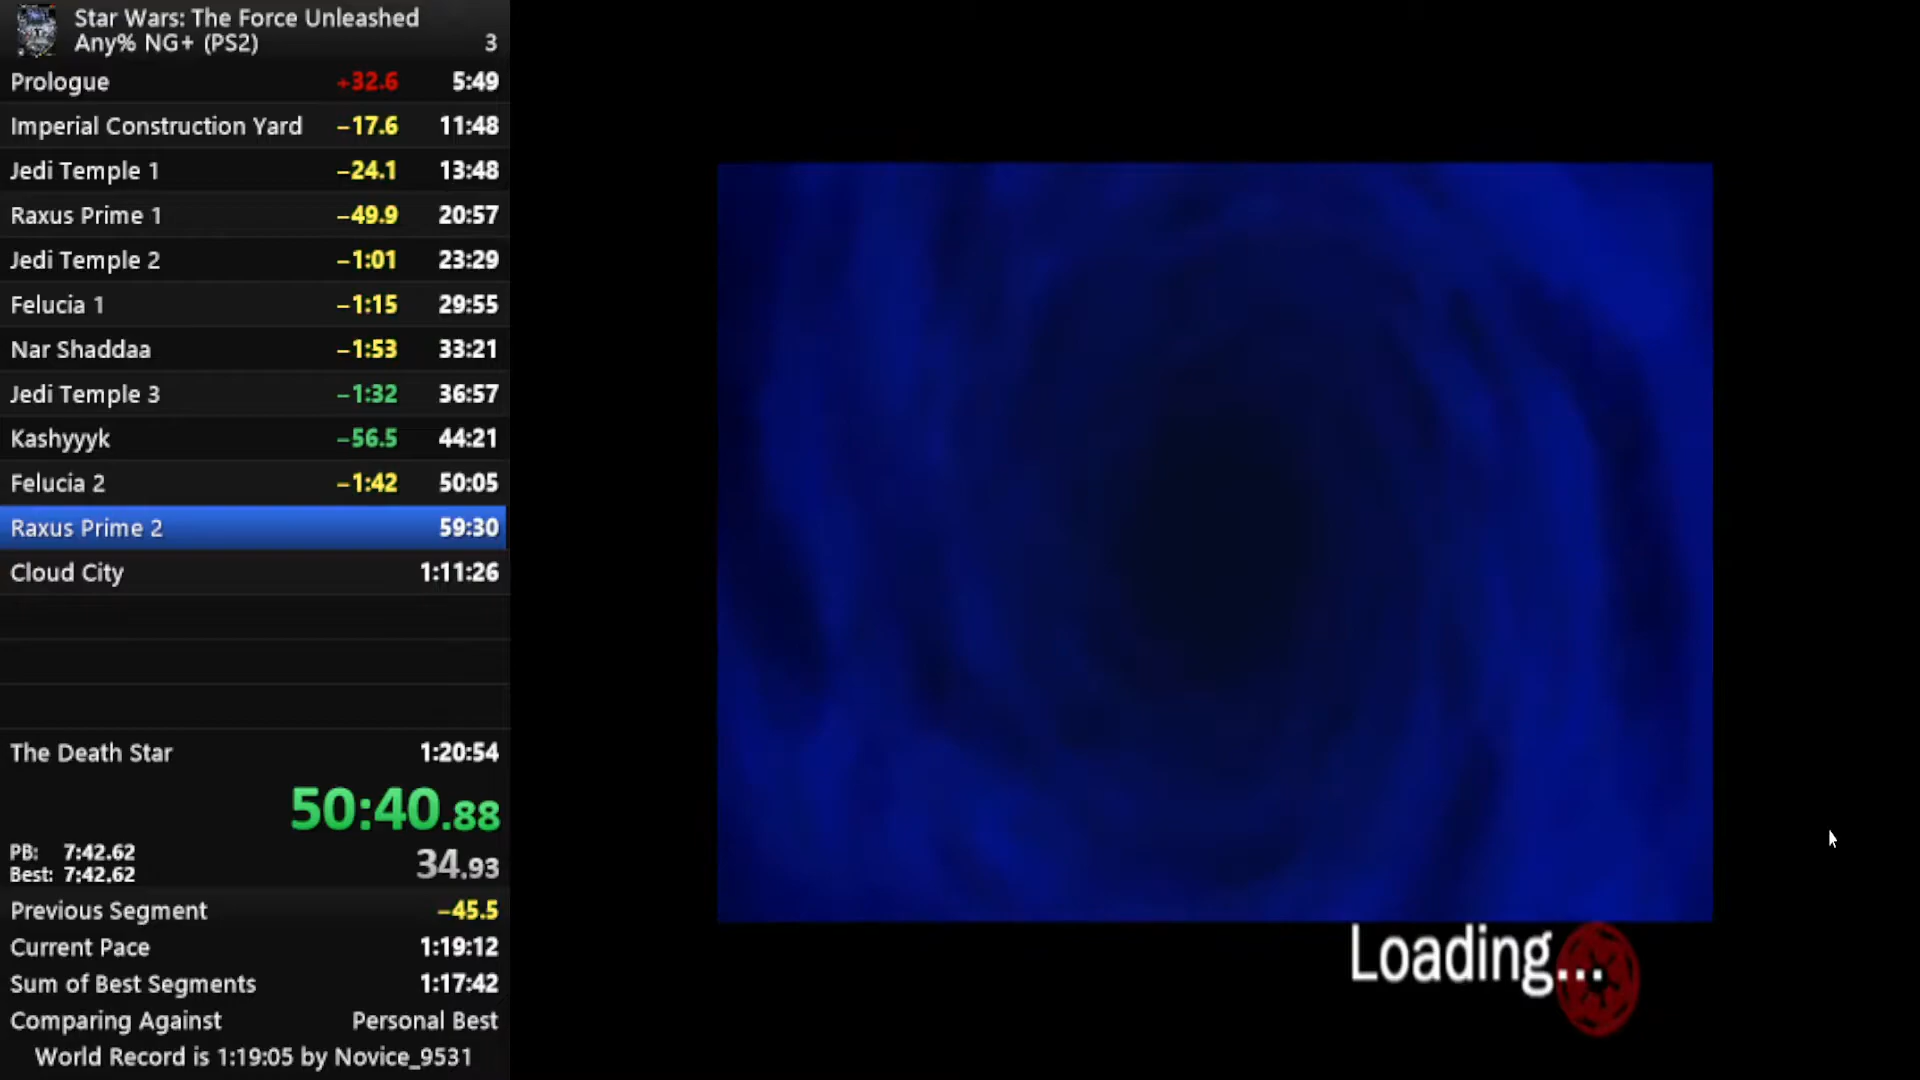 Star Wars: The Force Unleashed
Any% NG+ (PS2) 3
Prologue +32.6 5:49
Imperial Construction Yard −17.6 11:48
Jedi Temple 1 −24.1 13:48
Raxus Prime 1 −49.9 20:57
Jedi Temple 2 −1:01 23:29
Felucia 1 −1:15 29:55
Nar Shaddaa −1:53 33:21
Jedi Temple 3 −1:32 36:57
Kashyyyk −56.5 44:21
Felucia 2 −1:42 50:05
Raxus Prime 2 59:30
Cloud City 1:11:26
The Death Star 1:20:54
50:40.88
PB: 7:42.62
Best: 7:42.62
34.93
Previous Segment −45.5
Current Pace 1:19:12
Sum of Best Segments 1:17:42
Comparing Against Personal Best
World Record is 1:19:05 by Novice_9531
Loading...